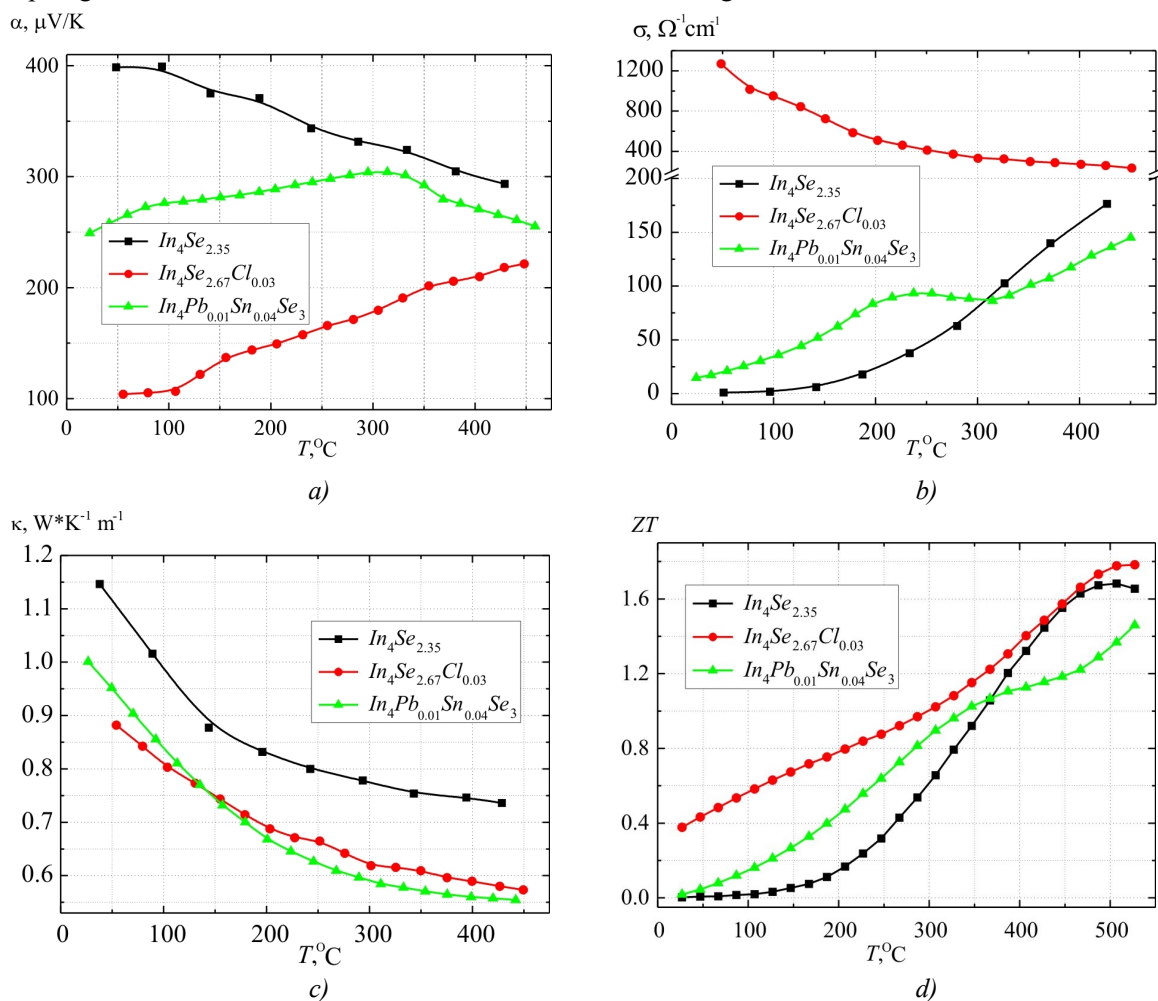 α, μV/K
400
300
200
100
0
100
200
300
400
T,°C
In₄Se₂.₃₅
In₄Se₂.₆₇Cl₀.₀₃
In₄Pb₀.₀₁Sn₀.₀₄Se₃
a)
σ, Ω⁻¹cm⁻¹
1200
800
400
200
150
100
50
0
0
100
200
300
400
T,°C
In₄Se₂.₃₅
In₄Se₂.₆₇Cl₀.₀₃
In₄Pb₀.₀₁Sn₀.₀₄Se₃
b)
κ, W*K⁻¹ m⁻¹
1.2
1.1
1.0
0.9
0.8
0.7
0.6
0
100
200
300
400
T,°C
In₄Se₂.₃₅
In₄Se₂.₆₇Cl₀.₀₃
In₄Pb₀.₀₁Sn₀.₀₄Se₃
c)
ZT
1.6
1.2
0.8
0.4
0.0
0
100
200
300
400
500
T,°C
In₄Se₂.₃₅
In₄Se₂.₆₇Cl₀.₀₃
In₄Pb₀.₀₁Sn₀.₀₄Se₃
d)